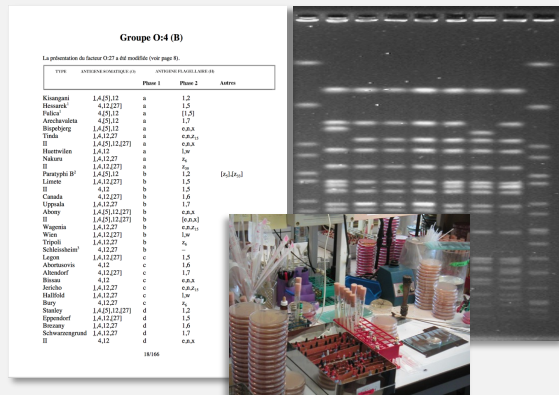 Groupe O:4 (B)
La présentation du facteur O:27 a été modifiée (voir page 8).
TYPE ANTIGENE SOMATIQUE (O) ANTIGENE FLAGELLAIRE (H)
Phase 1 Phase 2 Autres
Kisangani 1,4,[5],12 a 1,2
Hessarek 4,12,[27] a 1,5
Fulica 4,[5],12 a [1,5]
Arechavaleta 4,[5],12 a 1,7
Bispebjerg 1,4,[5],12 a e,n,x
Tinda 1,4,12,27 a e,n,z15
II 1,4,[5],12,[27] a e,n,x
Huettwilen 1,4,12 a l,w
Nakuru 1,4,12,27 a z6
II 1,4,12,27 a z39
Paratyphi B 1,4,[5],12 b 1,2 [z5],[z33]
Limete 1,4,12,[27] b 1,5
II 4,12 b 1,5
Canada 4,12,[27] b 1,6
Uppsala 1,4,12,27 b 1,7
Abony 1,4,[5],12,[27] b e,n,x
II 1,4,[5],12,[27] b [e,n,x]
Wagenia 1,4,12,27 b e,n,z15
Wien 1,4,12,[27] b l,w
Tripoli 1,4,12,27 b z6
Schleissheim 4,12,27 b –
Legon 1,4,12,[27] c 1,5
Abortusovis 4,12 c 1,6
Altendorf 4,12,[27] c 1,7
Bissau 4,12 c e,n,x
Jericho 1,4,12,27 c e,n,z15
Hallfold 1,4,12,27 c l,w
Bury 4,12,27 c z6
Stanley 1,4,[5],12,[27] d 1,2
Eppendorf 1,4,12,[27] d 1,5
Brezany 1,4,12,27 d 1,6
Schwarzengrund 1,4,12,27 d 1,7
II 4,12 d e,n,x
18/166